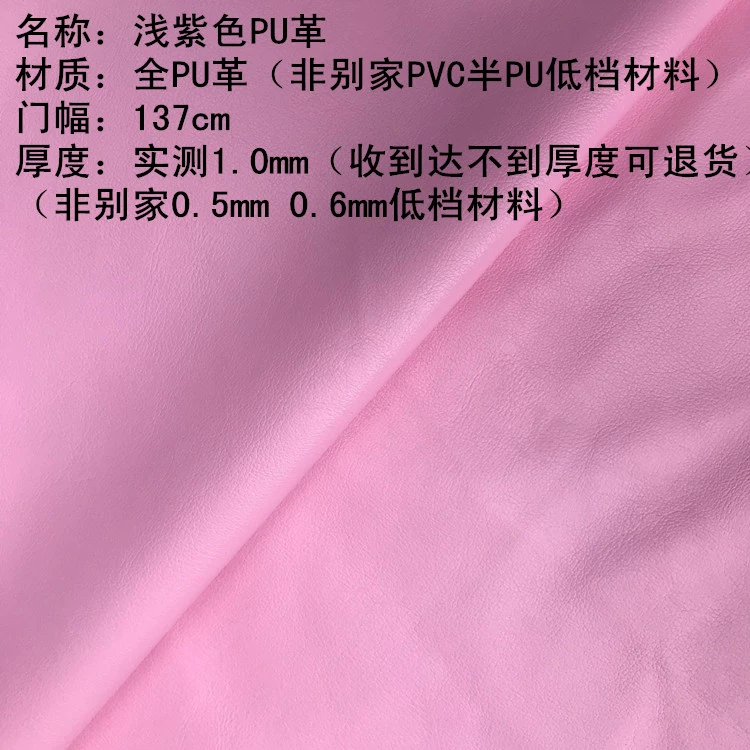 名称：浅紫色PU革
材质：全PU革（非别家PVC半PU低档材料）
门幅：137cm
厚度：实测1.0mm（收到达不到厚度可退货）
（非别家0.5mm 0.6mm低档材料）